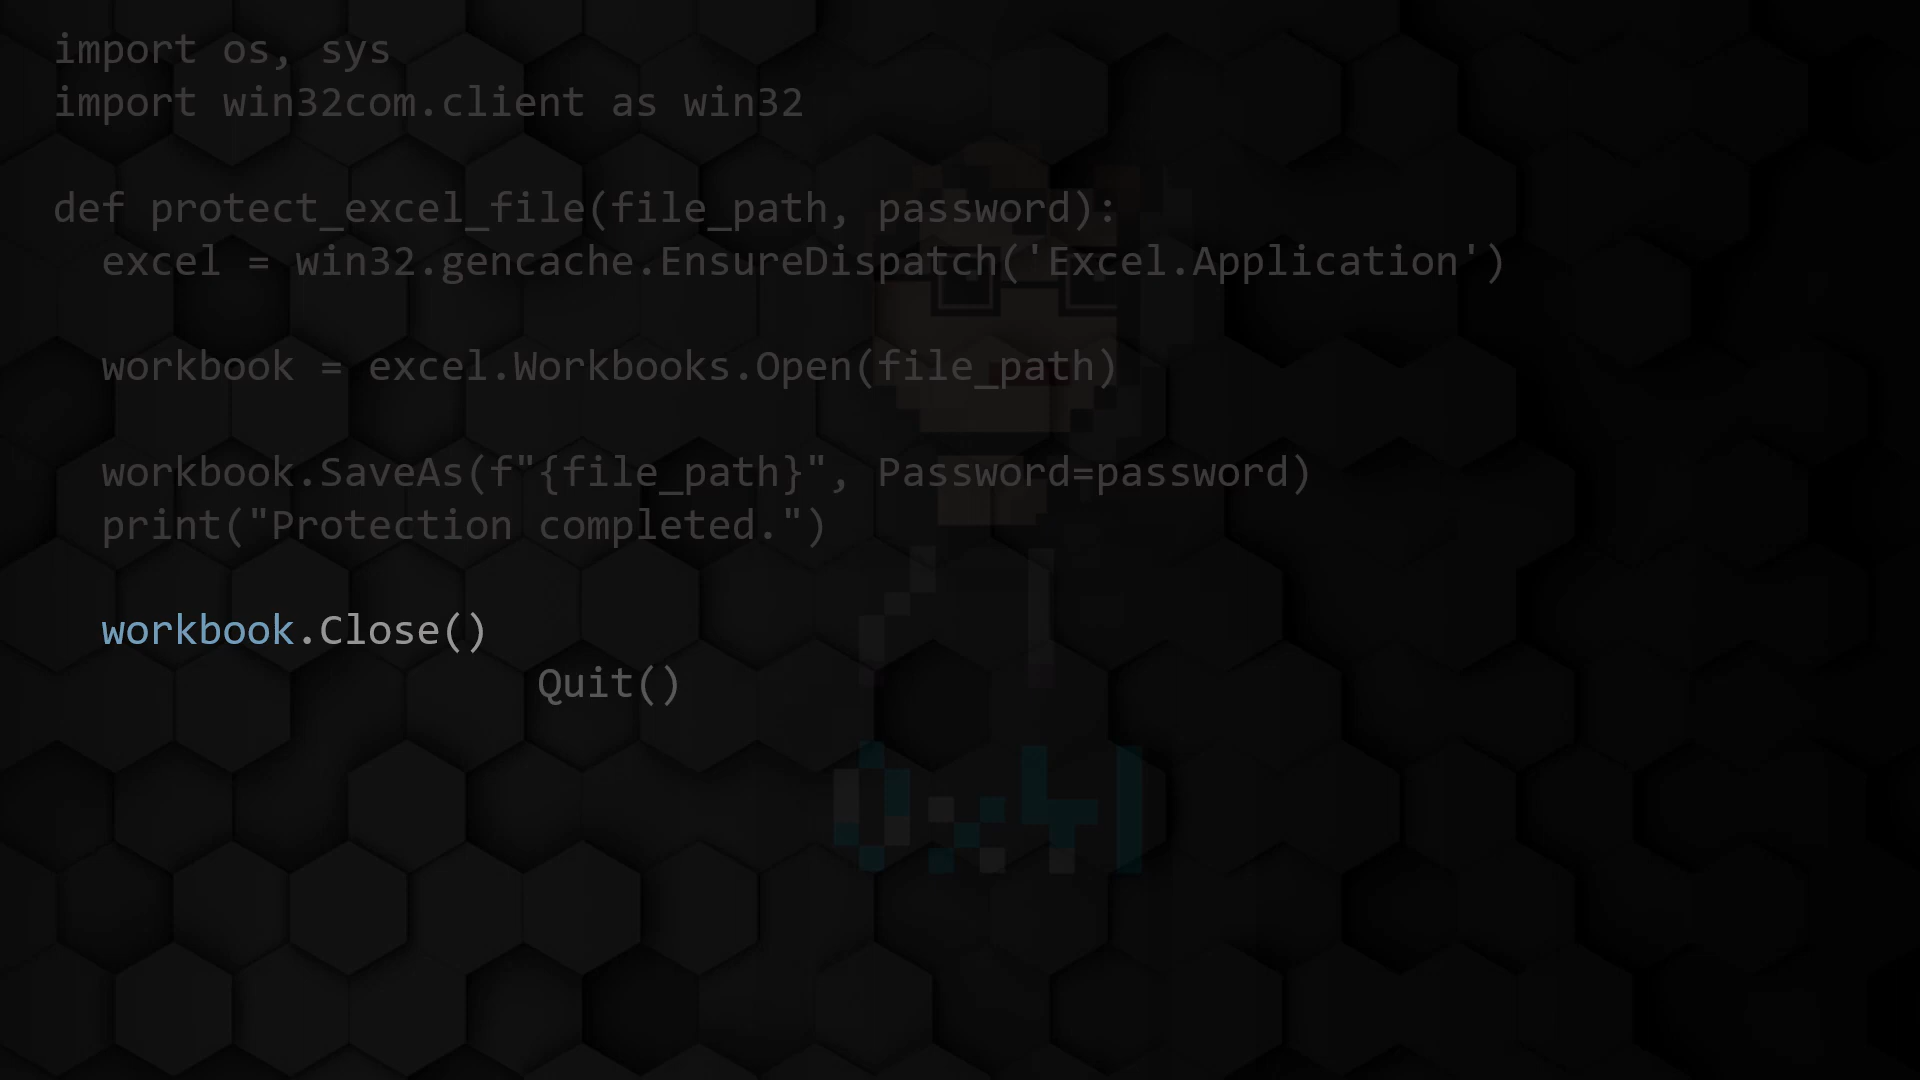 import os, sys
import win32com.client as win32
def protect_excel_file(file_path, password):
excel = win32.gencache.EnsureDispatch('Excel.Application')
workbook = excel.Workbooks.Open(file_path)
workbook.SaveAs(f"{file_path}", Password=password)
print("Protection completed.")
workbook.Close()
Quit()